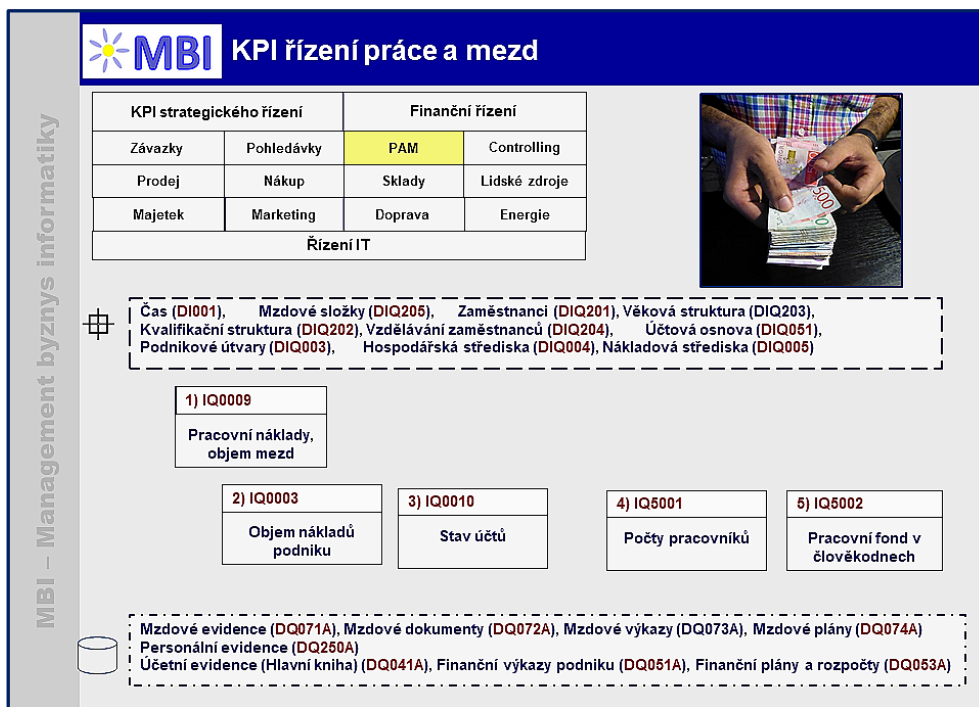 MBI KPI řízení práce a mezd
MBI – Management byznys informatiky
KPI strategického řízení Finanční řízení
Závazky Pohledávky PAM Controlling
Prodej Nákup Sklady Lidské zdroje
Majetek Marketing Doprava Energie
Řízení IT
500
Čas (DI001), Mzdové složky (DIQ205), Zaměstnanci (DIQ201), Věková struktura (DIQ203),
Kvalifikační struktura (DIQ202), Vzdělávání zaměstnanců (DIQ204), Účtová osnova (DIQ051),
Podnikové útvary (DIQ003), Hospodářská střediska (DIQ004), Nákladová střediska (DIQ005)
1) IQ0009
Pracovní náklady,
objem mezd
2) IQ0003
Objem nákladů
podniku
3) IQ0010
Stav účtů
4) IQ5001
Počty pracovníků
5) IQ5002
Pracovní fond v
člověkodnech
Mzdové evidence (DQ071A), Mzdové dokumenty (DQ072A), Mzdové výkazy (DQ073A), Mzdové plány (DQ074A)
Personální evidence (DQ250A)
Účetní evidence (Hlavní kniha) (DQ041A), Finanční výkazy podniku (DQ051A), Finanční plány a rozpočty (DQ053A)